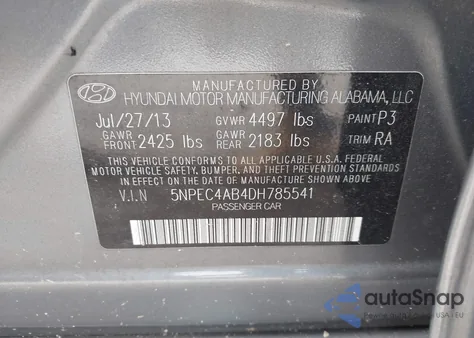 MANUFACTURED BY
HYUNDAI MOTOR MANUFACTURING ALABAMA, LLC
Jul/27/13 GVWR 4497 lbs PAINT P3
GAWR FRONT 2425 lbs GAWR REAR 2183 lbs TRIM RA
THIS VEHICLE CONFORMS TO ALL APPLICABLE U.S.A. FEDERAL
MOTOR VEHICLE SAFETY, BUMPER, AND THEFT PREVENTION STANDARDS
IN EFFECT ON THE DATE OF MANUFACTURE SHOWN ABOVE.
V.I.N 5NPEC4AB4DH785541
PASSENGER CAR
autoSnap